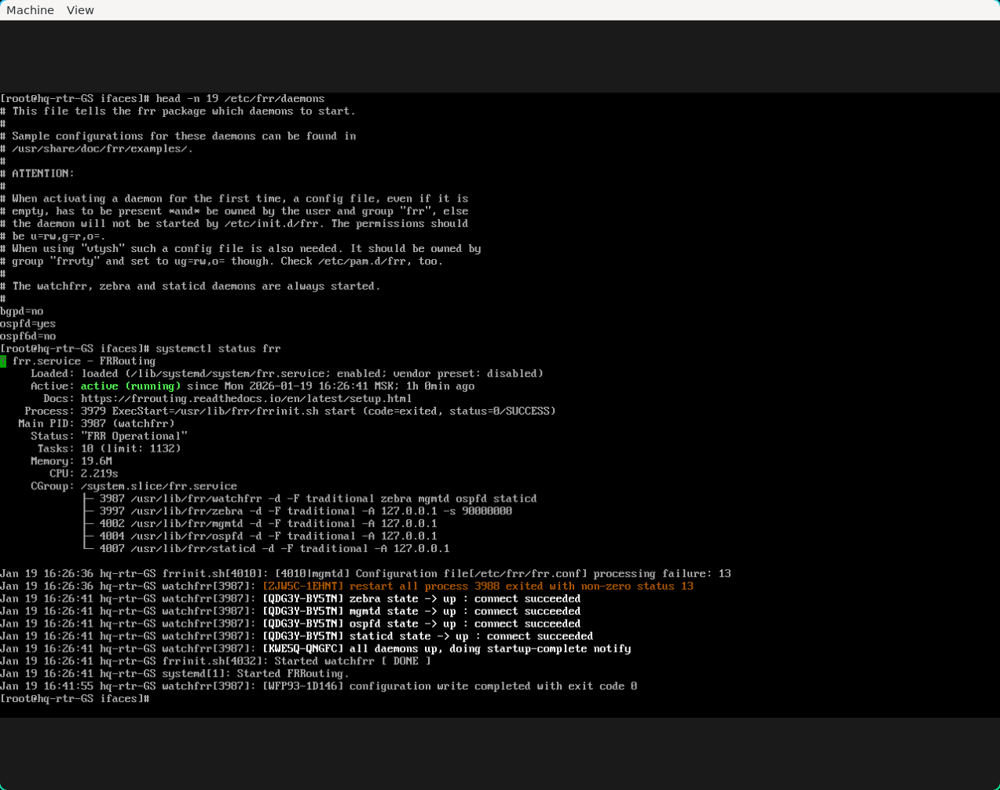 Machine View
[root@hq-rtr-GS ifaces]# head -n 19 /etc/frr/daemons
# This file tells the frr package which daemons to start.
#
# Sample configurations for these daemons can be found in
# /usr/share/doc/frr/examples/.
#
# ATTENTION:
#
# When activating a daemon for the first time, a config file, even if it is
# empty, has to be present *and* be owned by the user and group "frr", else
# the daemon will not be started by /etc/init.d/frr. The permissions should
# be u=rw,g=r,o=.
# When using "vtysh" such a config file is also needed. It should be owned by
# group "frrvty" and set to ug=rw,o= though. Check /etc/pam.d/frr, too.
#
# The watchfrr, zebra and staticd daemons are always started.
#
bgpd=no
ospfd=yes
ospf6d=no
[root@hq-rtr-GS ifaces]# systemctl status frr
frr.service - FRRouting
Loaded: loaded (/lib/systemd/system/frr.service; enabled; vendor preset: disabled)
Active: active (running) since Mon 2026-01-19 16:26:41 MSK; 1h 0min ago
Docs: https://frrouting.readthedocs.io/en/latest/setup.html
Process: 3979 ExecStart=/usr/lib/frr/frrinit.sh start (code=exited, status=0/SUCCESS)
Main PID: 3987 (watchfrr)
Status: "FRR Operational"
Tasks: 10 (limit: 1132)
Memory: 19.6M
CPU: 2.219s
CGroup: /system.slice/frr.service
├─ 3987 /usr/lib/frr/watchfrr -d -F traditional zebra mgmtd ospfd staticd
├─ 3997 /usr/lib/frr/zebra -d -F traditional -A 127.0.0.1 -s 90000000
├─ 4002 /usr/lib/frr/mgmtd -d -F traditional -A 127.0.0.1
├─ 4004 /usr/lib/frr/ospfd -d -F traditional -A 127.0.0.1
└─ 4007 /usr/lib/frr/staticd -d -F traditional -A 127.0.0.1
Jan 19 16:26:36 hq-rtr-GS frrinit.sh[4010]: [4010|mgmtd] Configuration file[/etc/frr/frr.conf] processing failure: 13
Jan 19 16:26:36 hq-rtr-GS watchfrr[3987]: [ZJW5C-1EHNT] restart all process 3988 exited with non-zero status 13
Jan 19 16:26:41 hq-rtr-GS watchfrr[3987]: [QDG3Y-BY5TN] zebra state -> up : connect succeeded
Jan 19 16:26:41 hq-rtr-GS watchfrr[3987]: [QDG3Y-BY5TN] mgmtd state -> up : connect succeeded
Jan 19 16:26:41 hq-rtr-GS watchfrr[3987]: [QDG3Y-BY5TN] ospfd state -> up : connect succeeded
Jan 19 16:26:41 hq-rtr-GS watchfrr[3987]: [QDG3Y-BY5TN] staticd state -> up : connect succeeded
Jan 19 16:26:41 hq-rtr-GS watchfrr[3987]: [KWE5Q-QNGFC] all daemons up, doing startup-complete notify
Jan 19 16:26:41 hq-rtr-GS frrinit.sh[4032]: Started watchfrr [ DONE ]
Jan 19 16:26:41 hq-rtr-GS systemd[1]: Started FRRouting.
Jan 19 16:41:55 hq-rtr-GS watchfrr[3987]: [WFP93-1D146] configuration write completed with exit code 0
[root@hq-rtr-GS ifaces]#